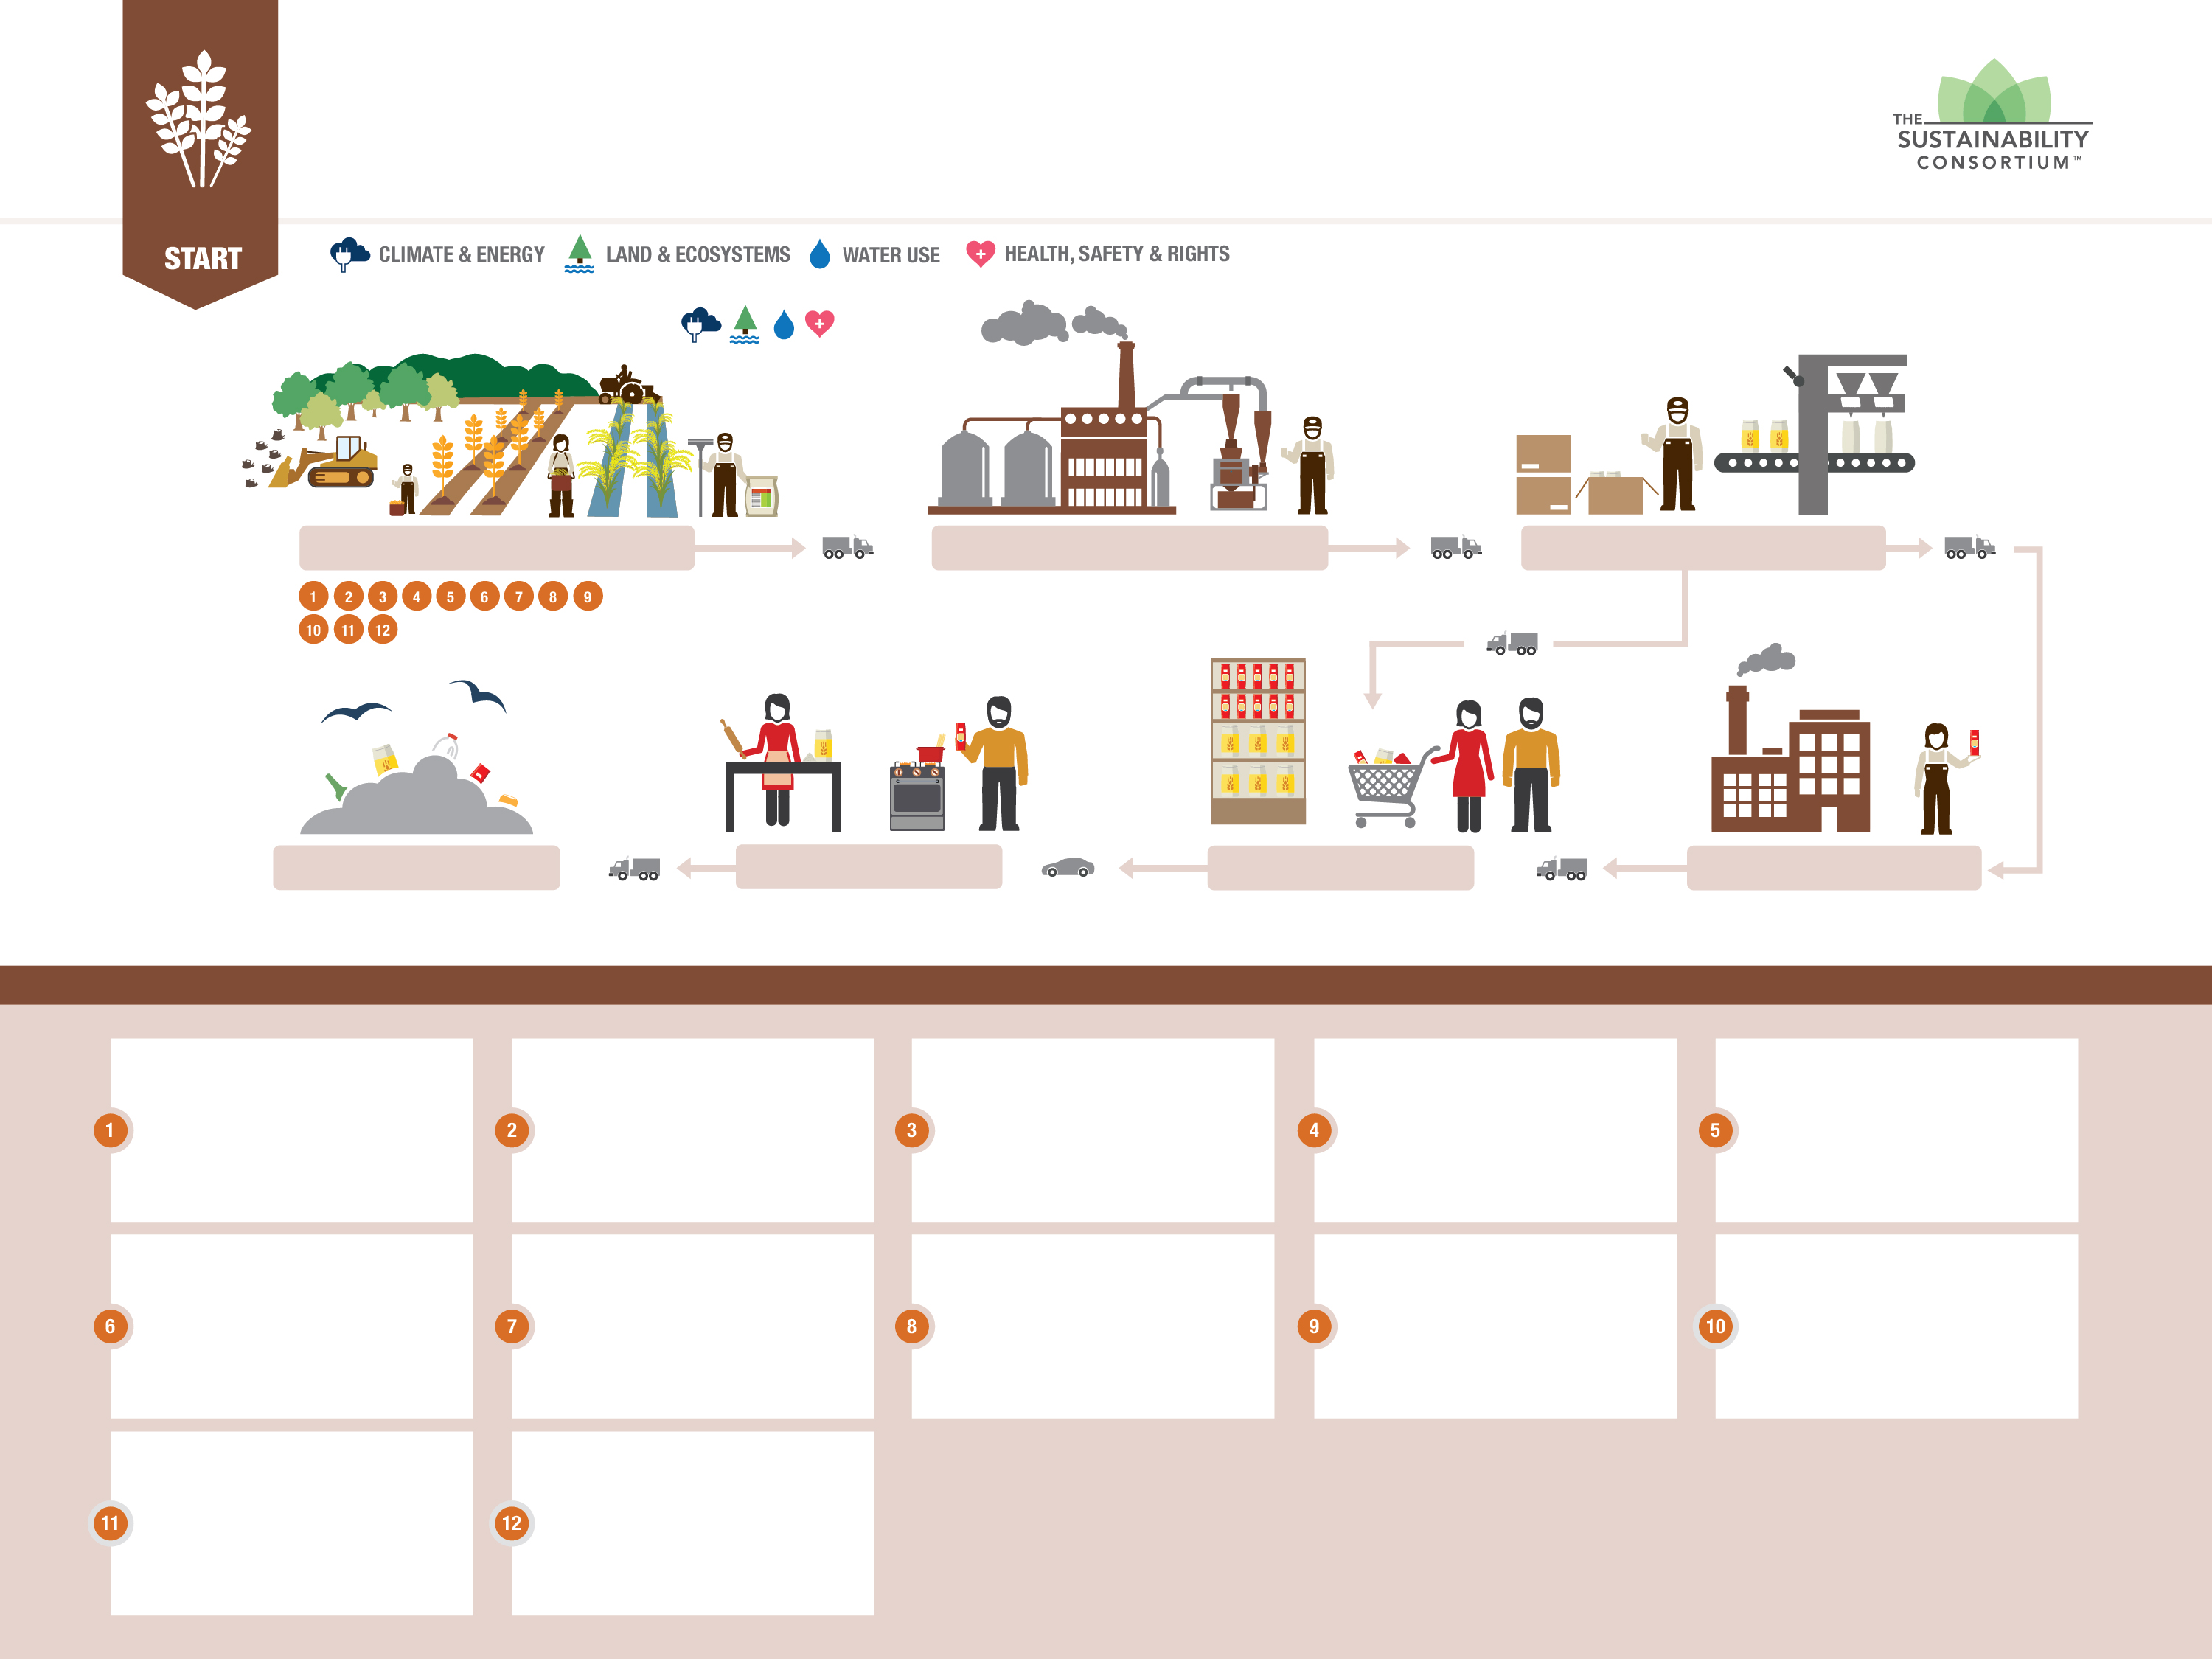 THE
SUSTAINABILITY
CONSORTIUM™
START
CLIMATE & ENERGY
LAND & ECOSYSTEMS
WATER USE
HEALTH, SAFETY & RIGHTS
1 2 3 4 5 6 7 8 9
10 11 12
1 2 3 4 5
6 7 8 9 10
11 12